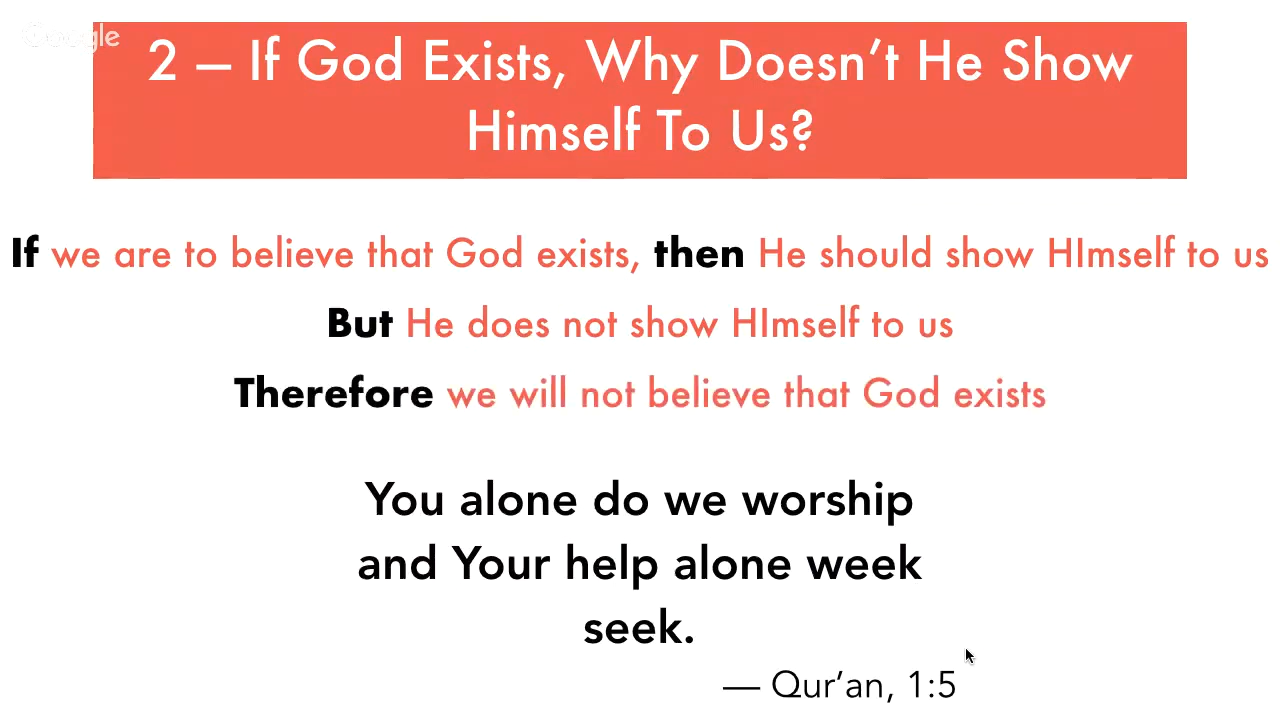 Google
2 — If God Exists, Why Doesn’t He Show
Himself To Us?
If we are to believe that God exists, then He should show HImself to us
But He does not show HImself to us
Therefore we will not believe that God exists
You alone do we worship
and Your help alone week
seek.
— Qur’an, 1:5